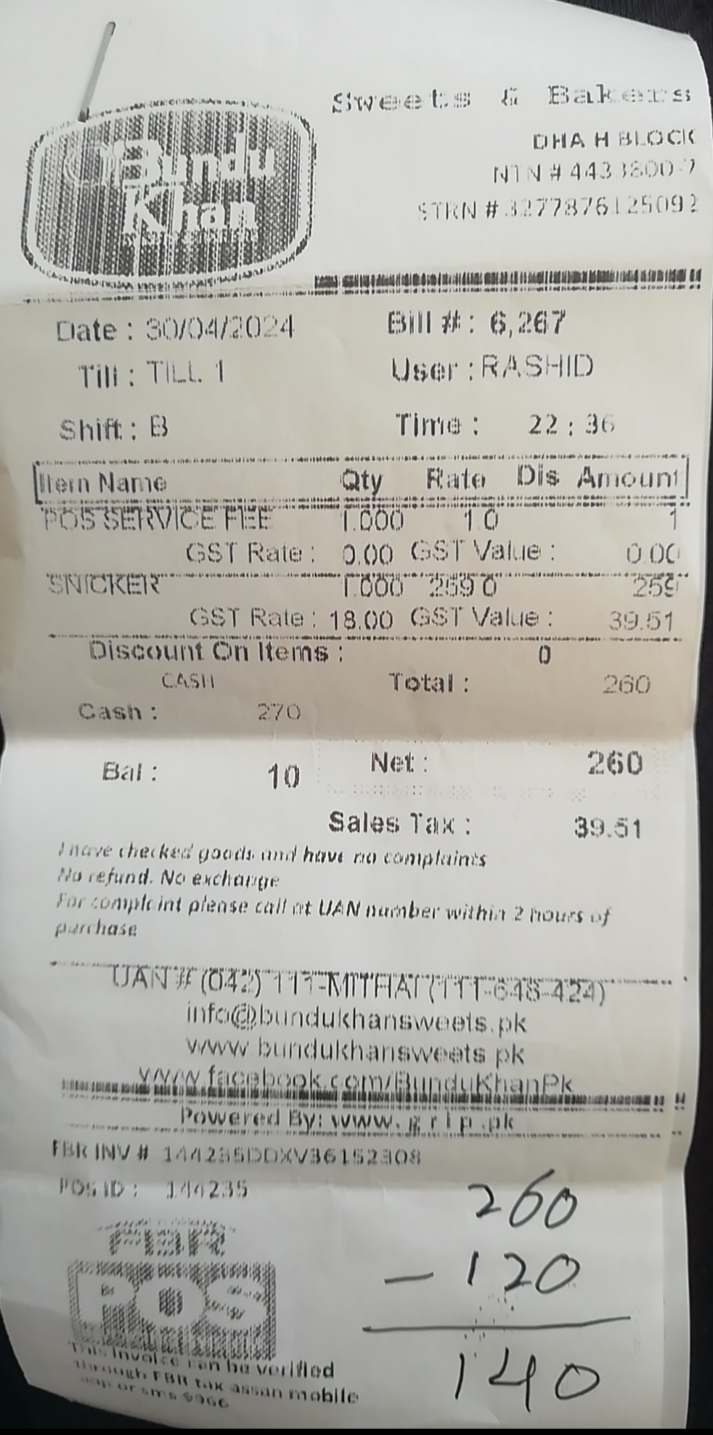 Bundu
Khan
Sweets & Bakers
DHA H BLOCK
NTN # 4433800-7
STRN # 3277876125092
Date : 30/04/2024 Bill #: 6,267
Till : TILL 1 User : RASHID
Shift : B Time : 22 : 36
Item Name Qty Rate Dis Amount
POS SERVICE FEE 1.000 1 0 1
GST Rate : 0.00 GST Value : 0.00
SNICKER 1.000 259 0 259
GST Rate : 18.00 GST Value : 39.51
Discount On Items : 0
CASH Total : 260
Cash : 270
Bal : 10 Net : 260
Sales Tax : 39.51
I have checked goods and have no complaints
No refund. No exchange
For complaint please call at UAN number within 2 hours of
purchase
UAN # (042) 111-MITHAI (111-648-424)
info@bundukhansweets.pk
www bundukhansweets pk
www.facebook.com/BunduKhanPk
Powered By: www. g r i p .pk
FBR INV # 144235DDXV36152308
POS ID : 144235
FBR
POS
This Invoice can be verified
through FBR tax assan mobile
app or sms 9966
260
- 120
140